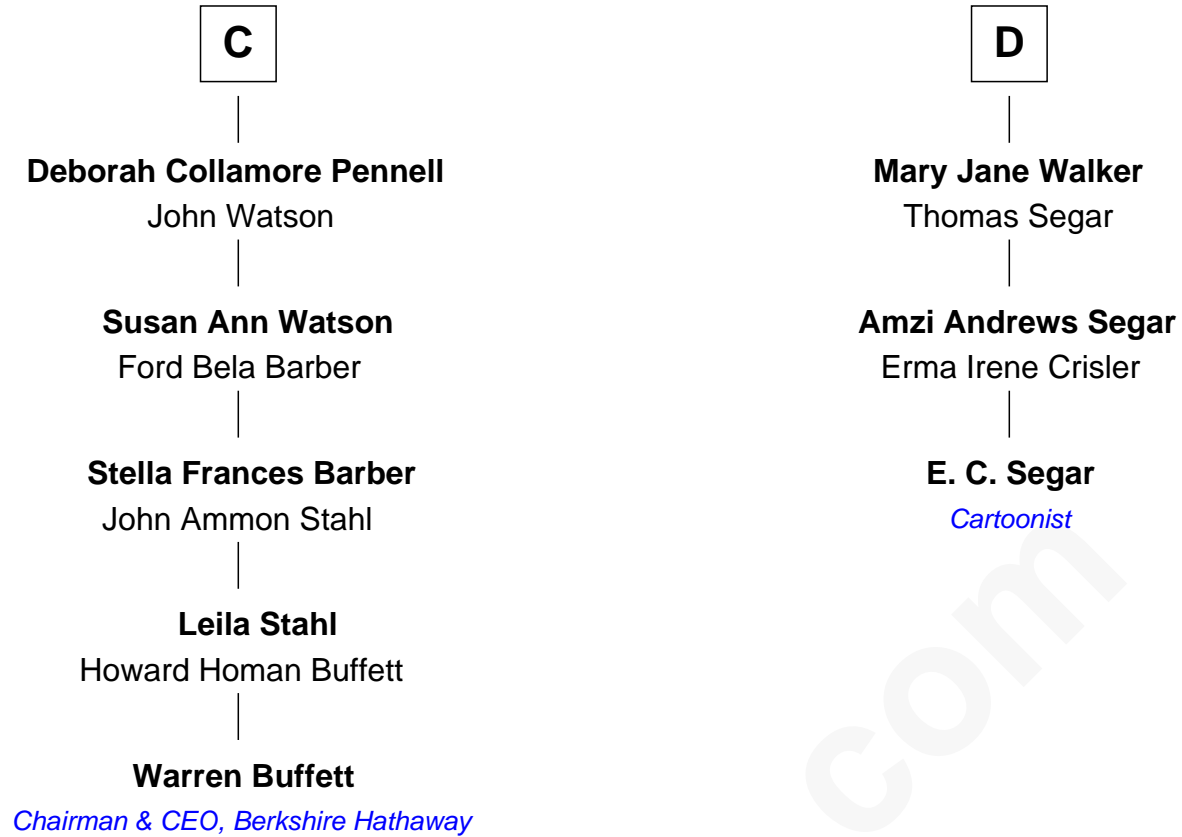 C
Deborah Collamore Pennell
John Watson
Susan Ann Watson
Ford Bela Barber
Stella Frances Barber
John Ammon Stahl
Leila Stahl
Howard Homan Buffett
Warren Buffett
Chairman & CEO, Berkshire Hathaway
D
Mary Jane Walker
Thomas Segar
Amzi Andrews Segar
Erma Irene Crisler
E. C. Segar
Cartoonist
com